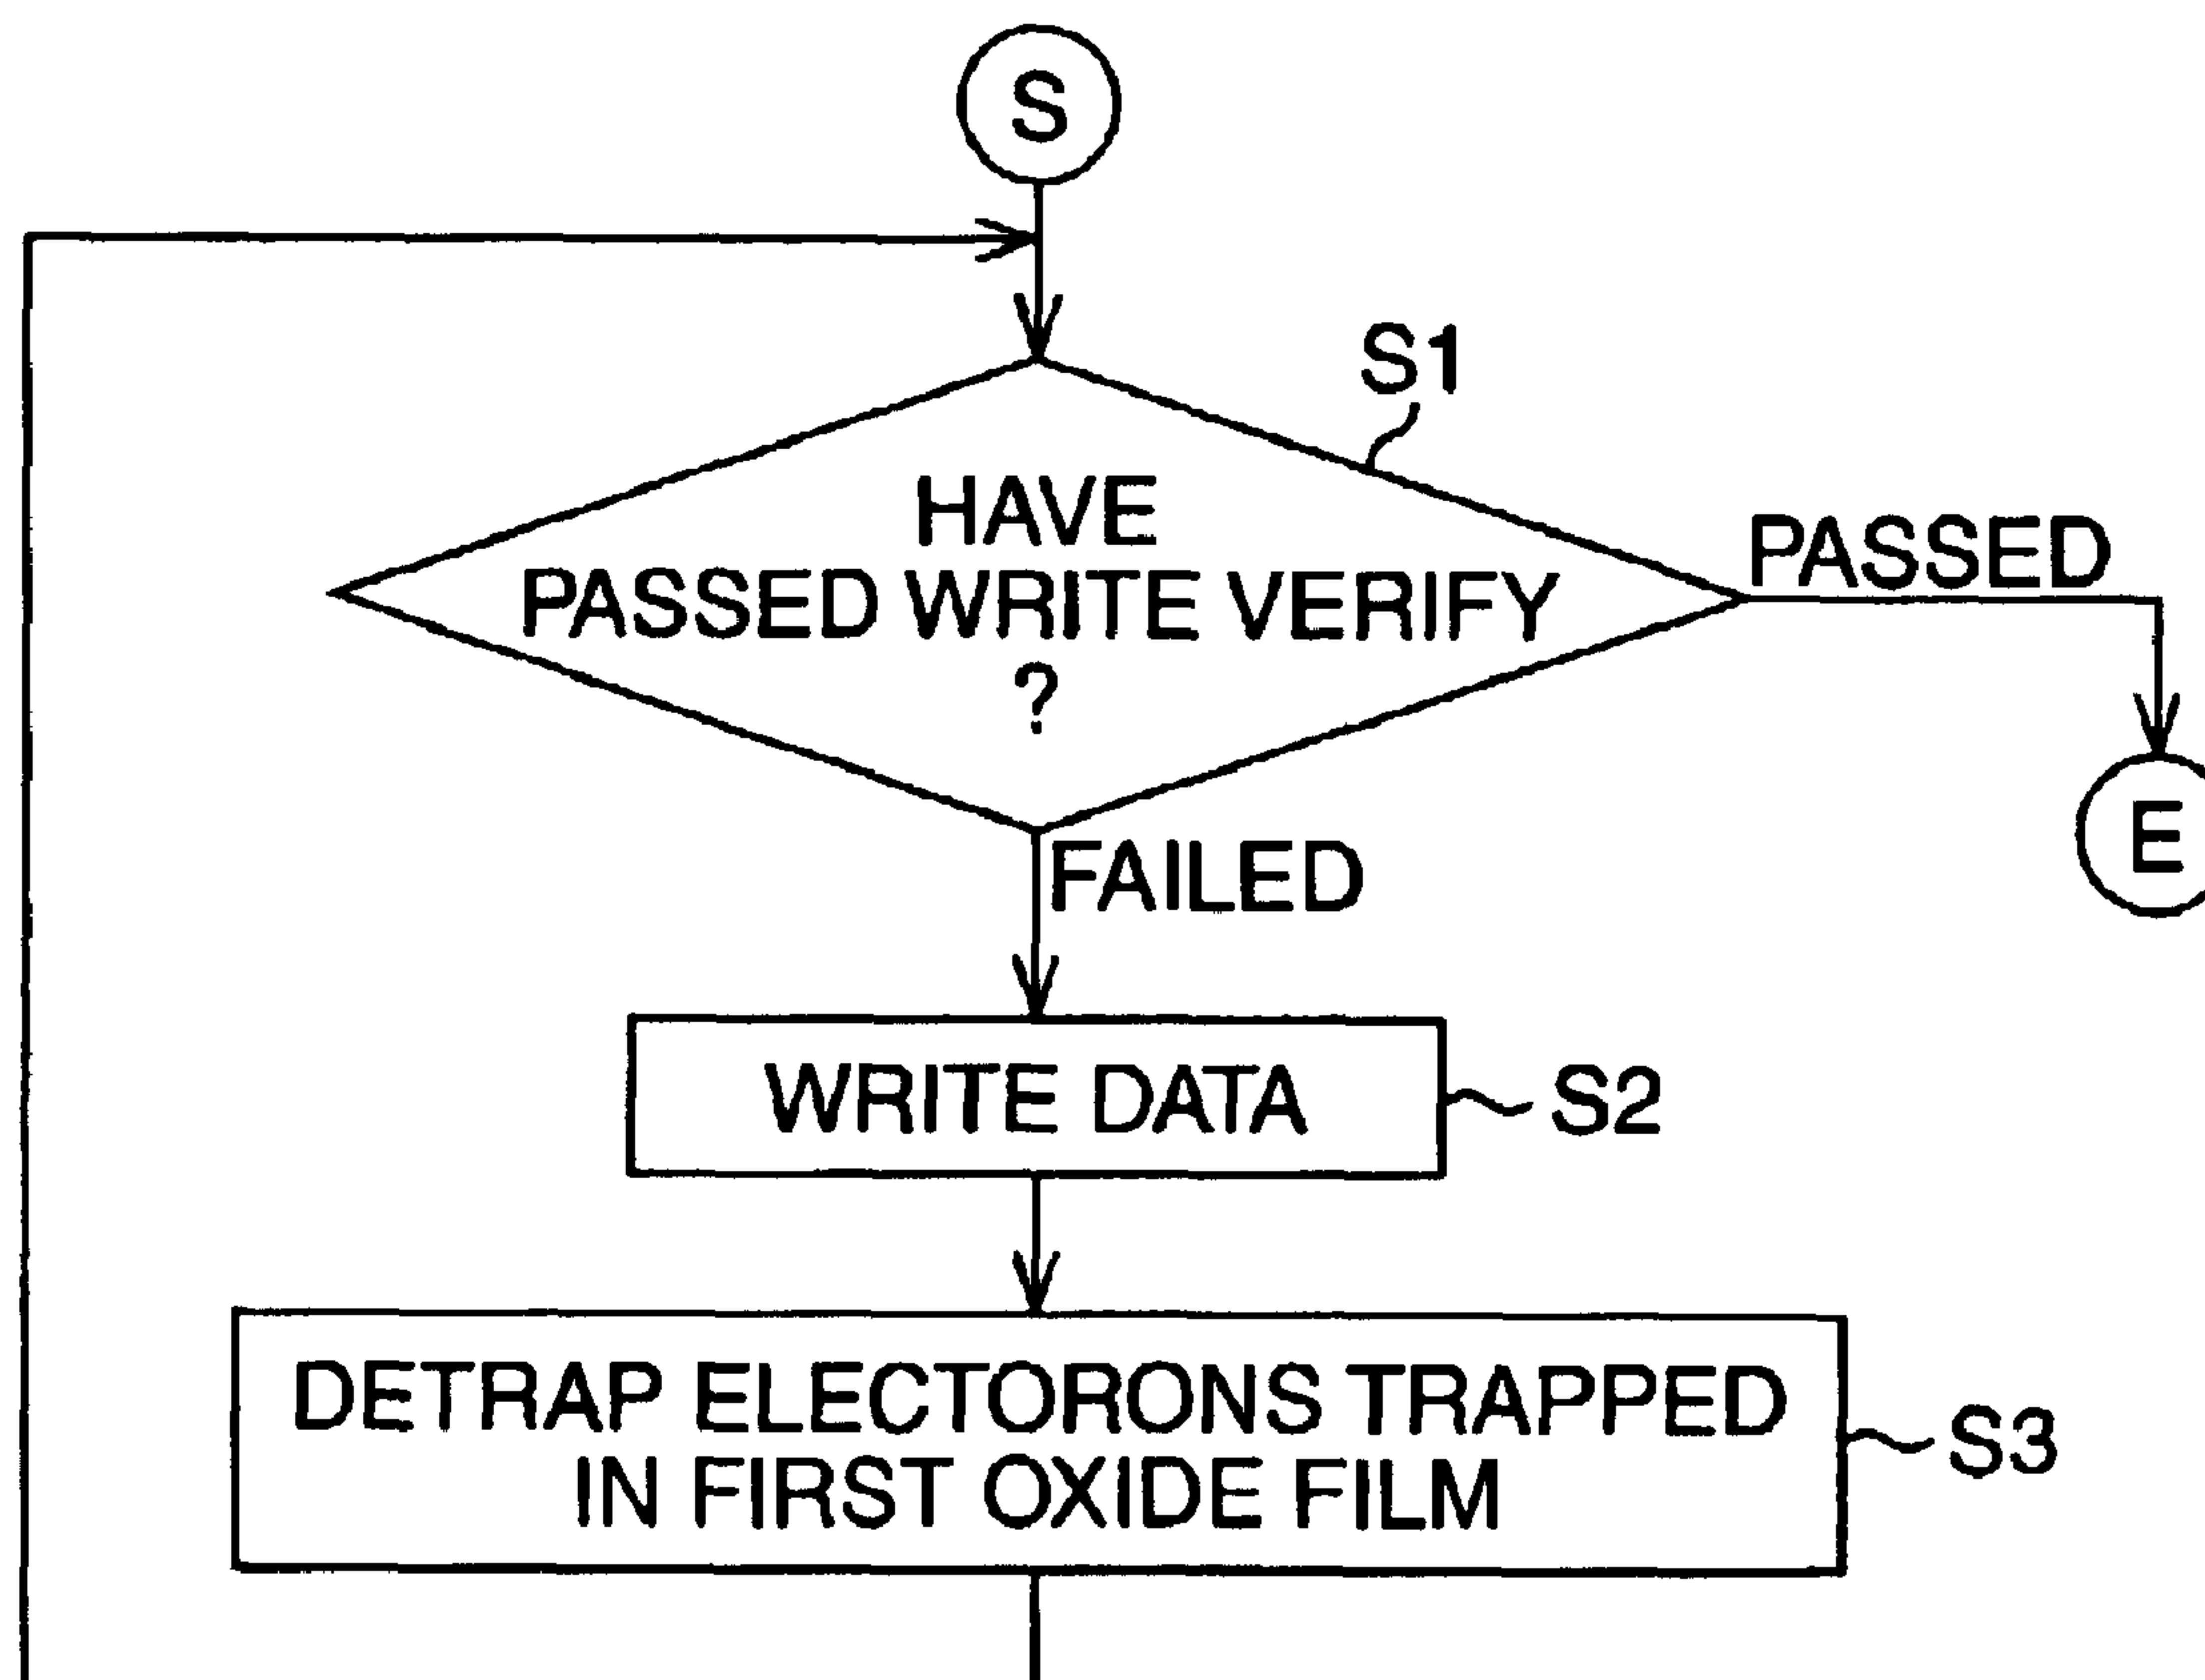 S
S1
HAVE
PASSED WRITE VERIFY
?
PASSED
E
FAILED
WRITE DATA
S2
DETRAP ELECTORONS TRAPPED
IN FIRST OXIDE FILM
S3